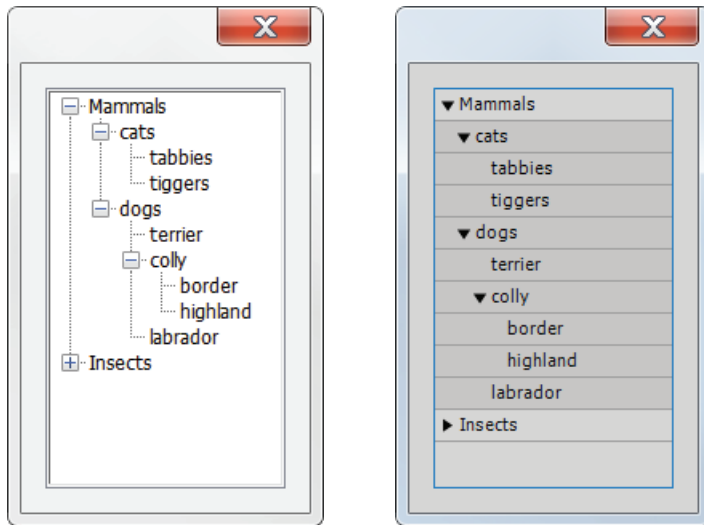 Mammals
cats
tabbies
tiggers
dogs
terrier
colly
border
highland
labrador
Insects
Mammals
cats
tabbies
tiggers
dogs
terrier
colly
border
highland
labrador
Insects